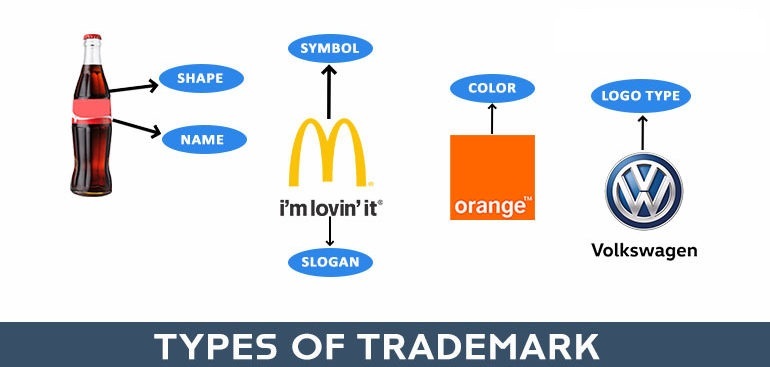 SHAPE
NAME
SYMBOL
i'm lovin' it®
SLOGAN
COLOR
orange™
LOGO TYPE
Volkswagen
TYPES OF TRADEMARK